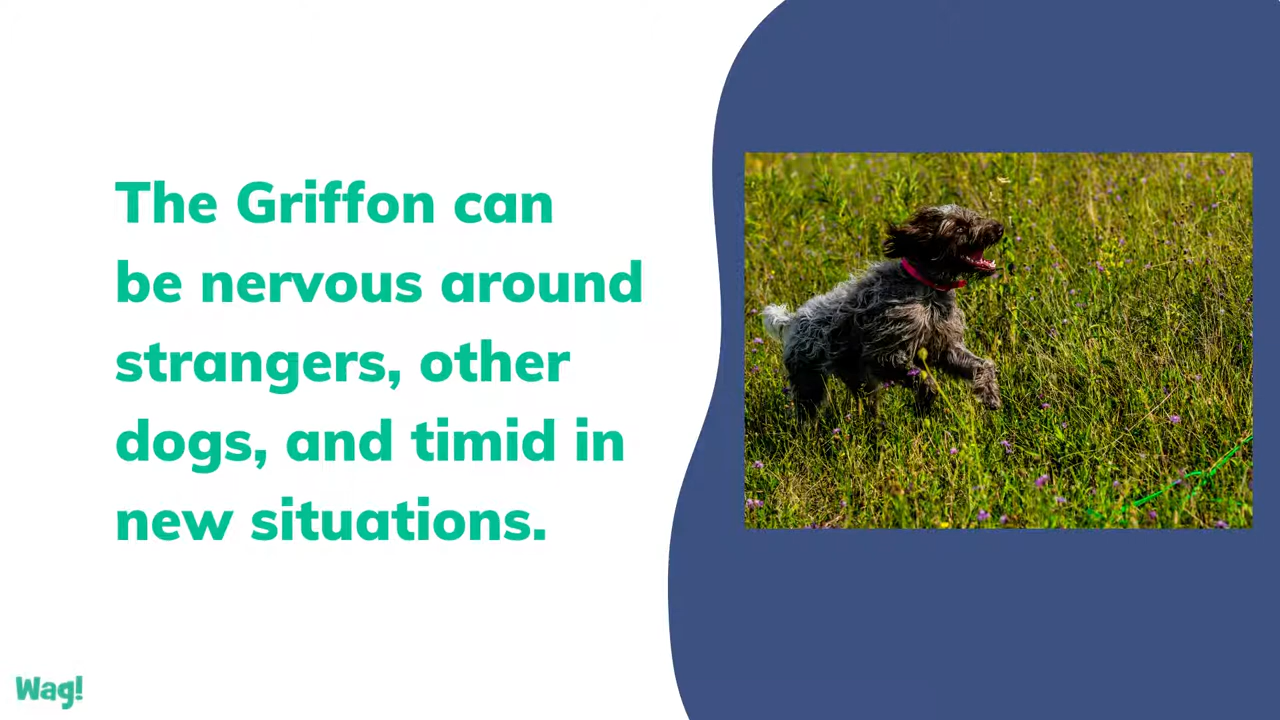 The Griffon can
be nervous around
strangers, other
dogs, and timid in
new situations.
Wag!